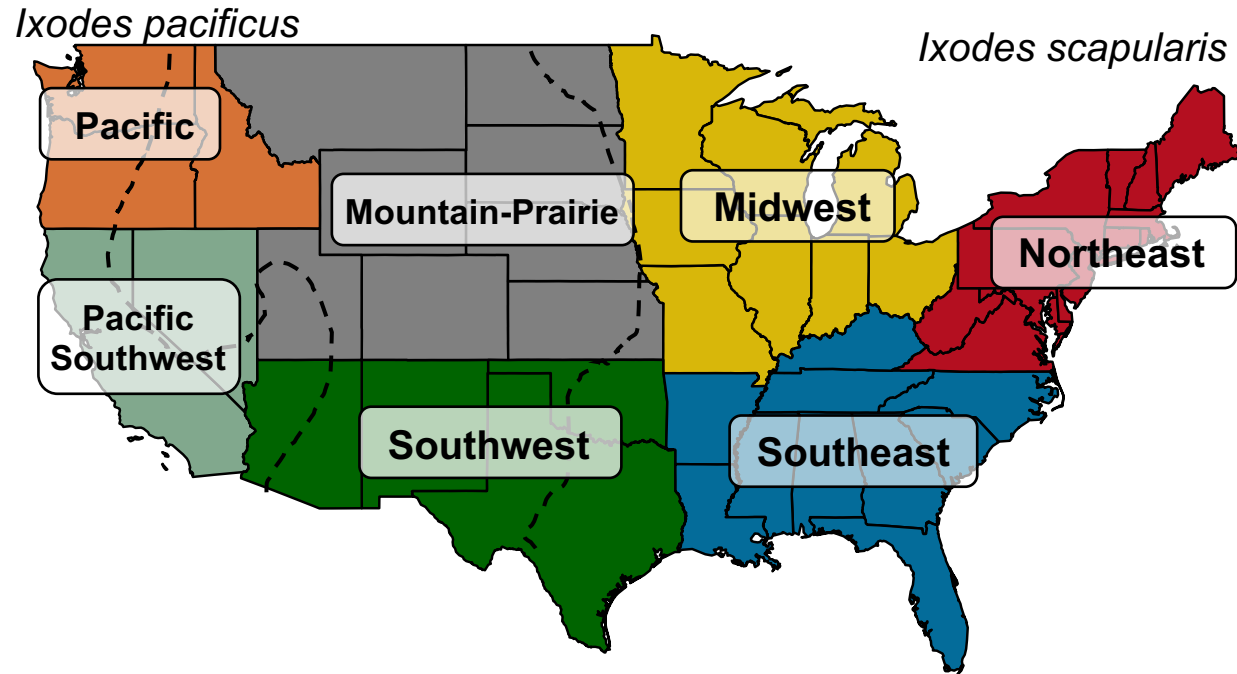 Ixodes pacificus
Ixodes scapularis
Pacific
Mountain-Prairie
Midwest
Northeast
Pacific
Southwest
Southwest
Southeast